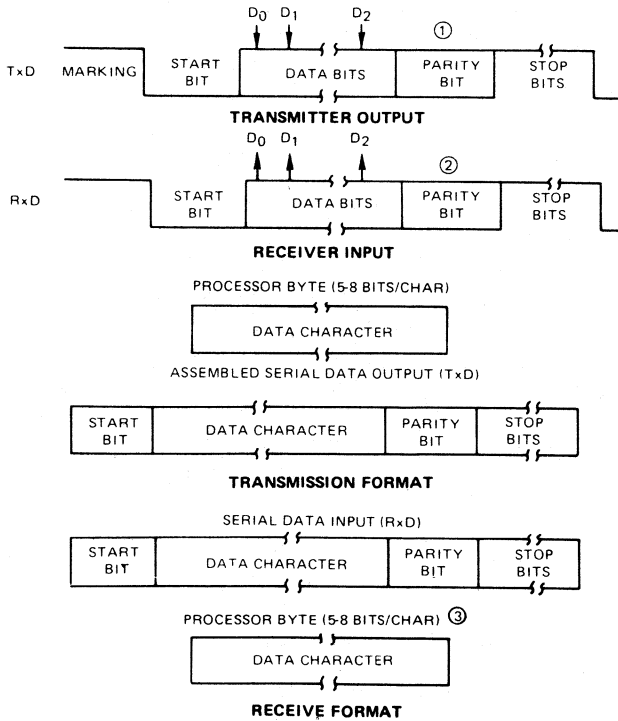 D0 D1 D2 ①
TxD MARKING START BIT DATA BITS PARITY BIT STOP BITS
TRANSMITTER OUTPUT
D0 D1 D2 ②
RxD START BIT DATA BITS PARITY BIT STOP BITS
RECEIVER INPUT
PROCESSOR BYTE (5-8 BITS/CHAR)
DATA CHARACTER
ASSEMBLED SERIAL DATA OUTPUT (TxD)
START BIT DATA CHARACTER PARITY BIT STOP BITS
TRANSMISSION FORMAT
SERIAL DATA INPUT (RxD)
START BIT DATA CHARACTER PARITY BIT STOP BITS
PROCESSOR BYTE (5-8 BITS/CHAR) ③
DATA CHARACTER
RECEIVE FORMAT